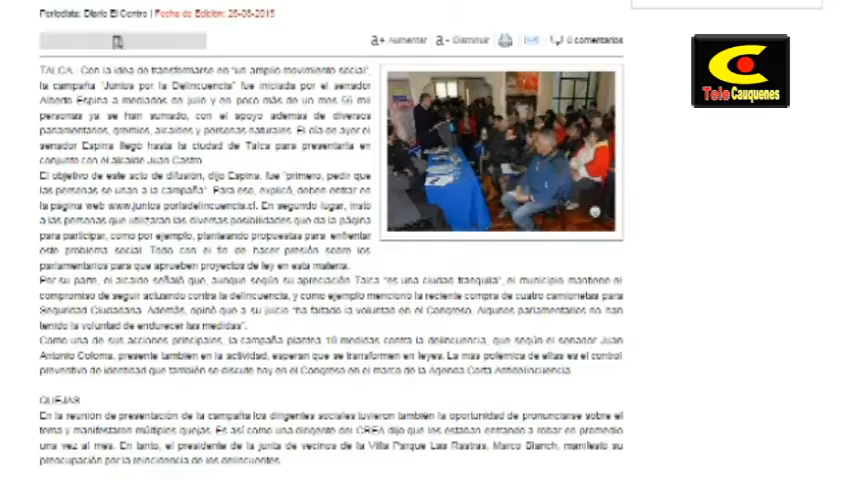 Periodista: Diario El Centro | Fecha de Edición: 26-08-2015
a+ Aumentar a- Disminuir 0 comentarios
TALCA.- Con la idea de transformarse en "un amplio movimiento social",
la campaña "Juntos por la Delincuencia" fue iniciada por el senador
Alberto Espina a mediados de julio y en poco más de un mes 56 mil
personas ya se han sumado, con el apoyo además de diversos
parlamentarios, gremios, alcaldes y personas naturales. El día de ayer el
senador Espina llegó hasta la ciudad de Talca para presentarla en
conjunto con el alcalde Juan Castro.
El objetivo de este acto de difusión, dijo Espina, fue "primero, pedir que
las personas se unan a la campaña". Para eso, explicó, deben entrar en
la página web www.juntos porladelincuencia.cl. En segundo lugar, instó
a las personas que utilizaran las diversas posibilidades que da la página
para participar, como por ejemplo, planteando propuestas para enfrentar
este problema social. Todo con el fin de hacer presión sobre los
parlamentarios para que aprueben proyectos de ley en esta materia.
Por su parte, el alcalde señaló que, aunque según su apreciación Talca "es una ciudad tranquila", el municipio mantiene el
compromiso de seguir actuando contra la delincuencia, y como ejemplo mencionó la reciente compra de cuatro camionetas para
Seguridad Ciudadana. Además, opinó que a su juicio "ha faltado la voluntad en el Congreso. Algunos parlamentarios no han
tenido la voluntad de endurecer las medidas".
Como una de sus acciones principales, la campaña plantea 10 medidas contra la delincuencia, que según el senador Juan
Antonio Coloma, presente también en la actividad, esperan que se transformen en leyes. La más polémica de ellas es el control
preventivo de identidad que también se discute hoy en el Congreso en el marco de la Agenda Corta Antidelincuencia.
QUEJAS
En la reunión de presentación de la campaña los dirigentes sociales tuvieron también la oportunidad de pronunciarse sobre el
tema y manifestaron múltiples quejas. Es así como una dirigente del CREA dijo que les estaban entrando a robar en promedio
una vez al mes. En tanto, el presidente de la junta de vecinos de la Villa Parque Las Rastras, Marco Blanch, manifestó su
preocupación por la reincidencia de los delincuentes.
Tele Cauquenes